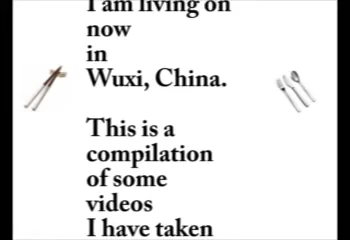 I am living on
now
in
Wuxi, China.
This is a
compilation
of some
videos
I have taken